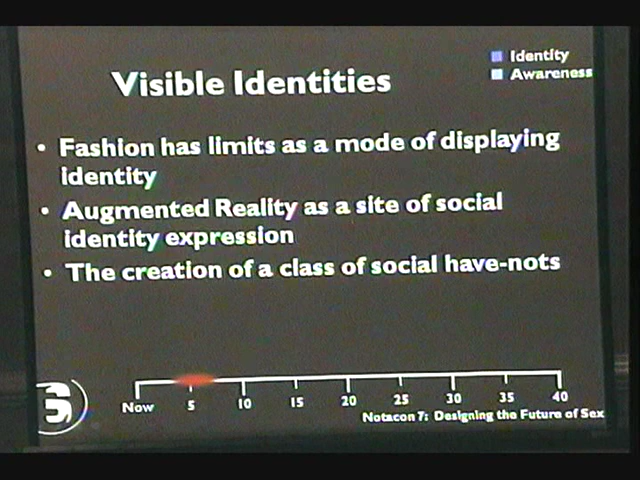 Visible Identities
Identity
Awareness
• Fashion has limits as a mode of displaying
identity
• Augmented Reality as a site of social
identity expression
• The creation of a class of social have-nots
Now 5 10 15 20 25 30 35 40
Notacon 7: Designing the Future of Sex